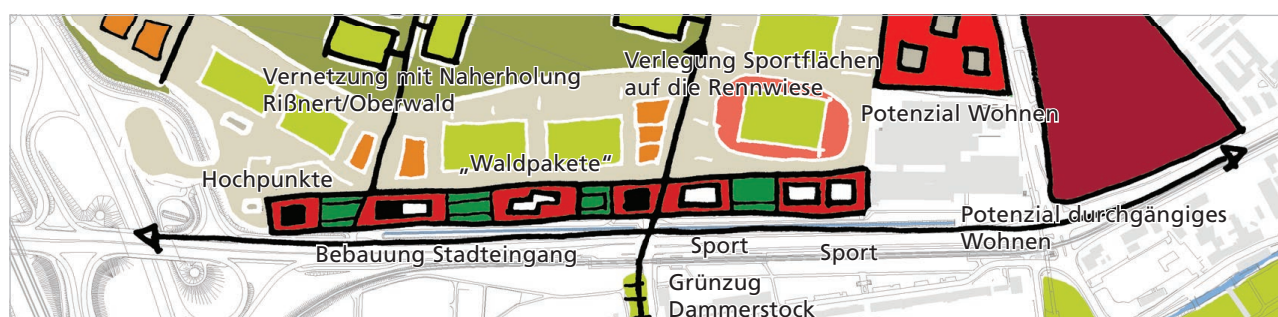 Vernetzung mit Naherholung
Rißnert/Oberwald
Verlegung Sportflächen
auf die Rennwiese
Potenzial Wohnen
„Waldpakete“
Hochpunkte
Potenzial durchgängiges
Wohnen
Bebauung Stadteingang
Sport
Sport
Grünzug
Dammerstock